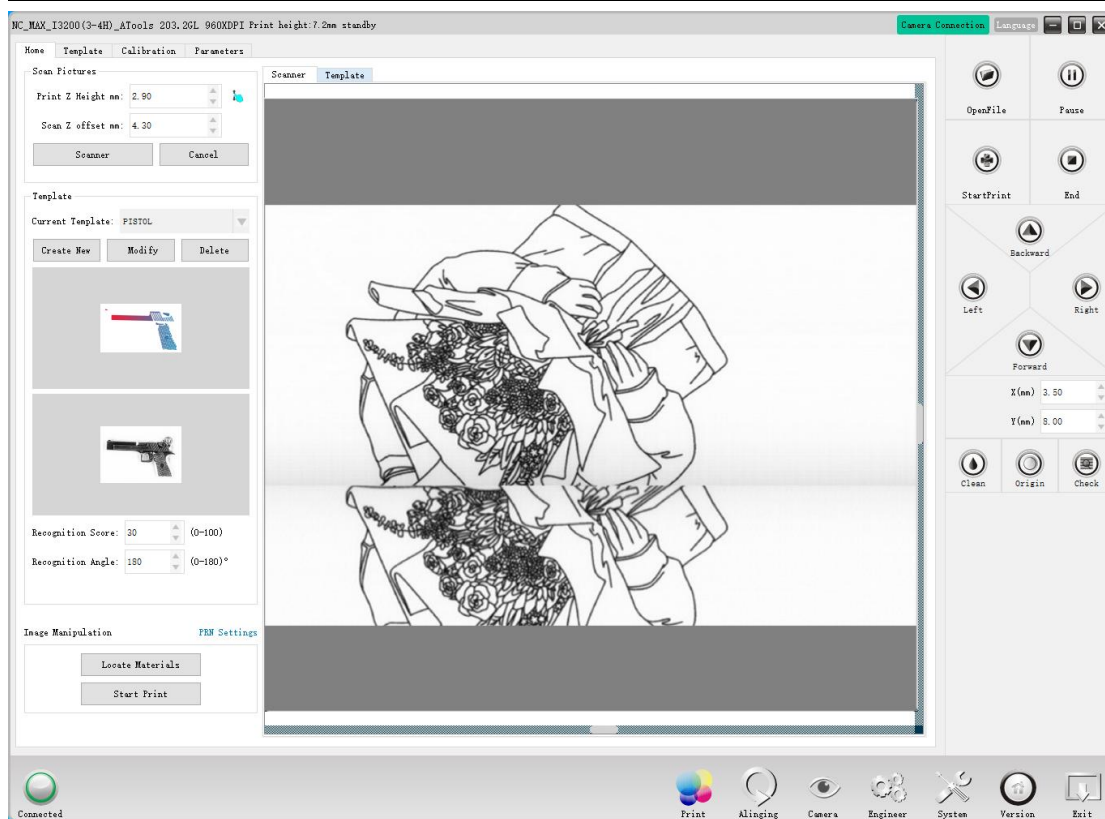 NC_MAX_I3200(3-4H)_ATools 203.2GL 960XDPI Print height:7.2mm standby
Camera Connection
Language
Home
Template
Calibration
Parameters
Scan Pictures
Print Z Height mm: 2.90
Scan Z offset mm: 4.30
Scanner
Cancel
Template
Current Template: PISTOL
Create New
Modify
Delete
Recognition Score: 30 (0-100)
Recognition Angle: 180 (0-180)°
Image Manipulation
PRN Settings
Locate Materials
Start Print
Scanner
Template
OpenFile
Pause
StartPrint
End
Backward
Left
Right
Forward
X(mm) 3.50
Y(mm) 8.00
Clean
Origin
Check
Connected
Print
Alinging
Camera
Engineer
System
Version
Exit